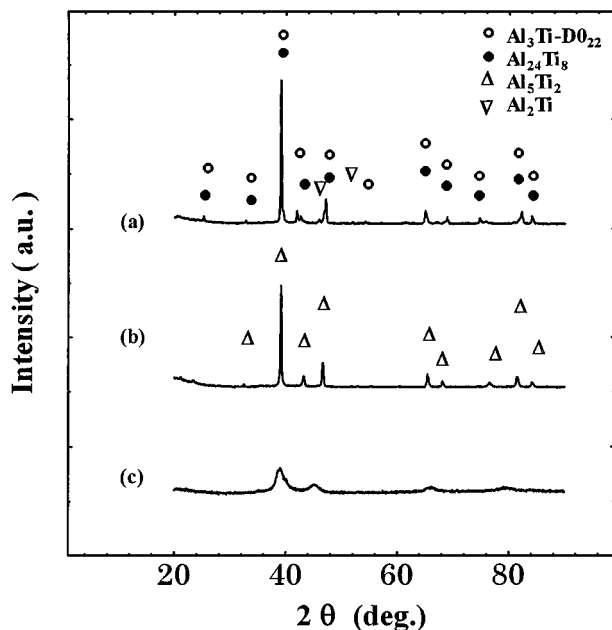 Al₃Ti-D0₂₂
Al₂₄Ti₈
Al₅Ti₂
Al₂Ti
(a)
(b)
(c)
Intensity ( a.u. )
20 40 60 80
2 θ (deg.)